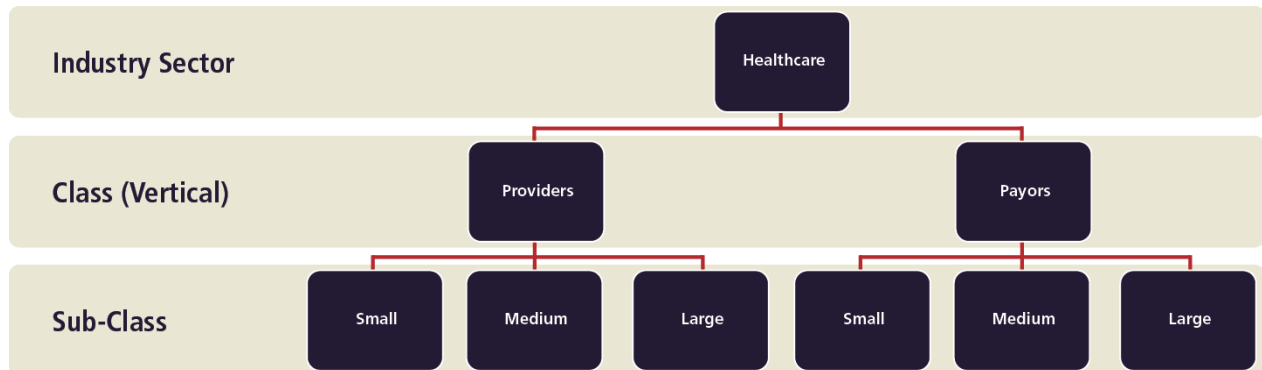 Industry Sector
Healthcare
Class (Vertical)
Providers
Payors
Sub-Class
Small
Medium
Large
Small
Medium
Large